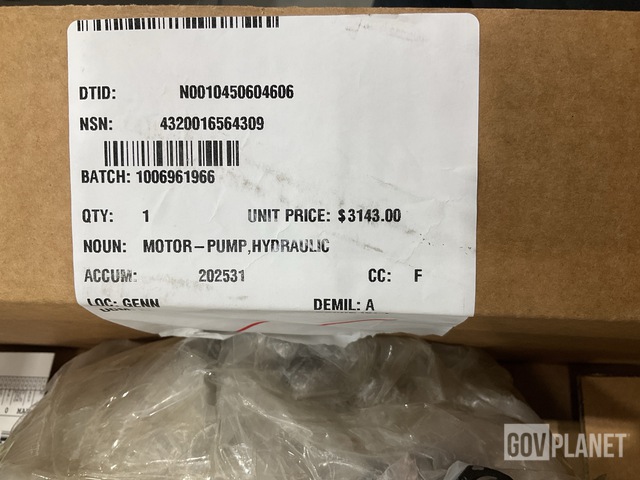 DTID: N0010450604606
NSN: 4320016564309
BATCH: 1006961966
QTY: 1 UNIT PRICE: $3143.00
NOUN: MOTOR-PUMP,HYDRAULIC
ACCUM: 202531 CC: F
LOC: GENN DEMIL: A
GOVPLANET